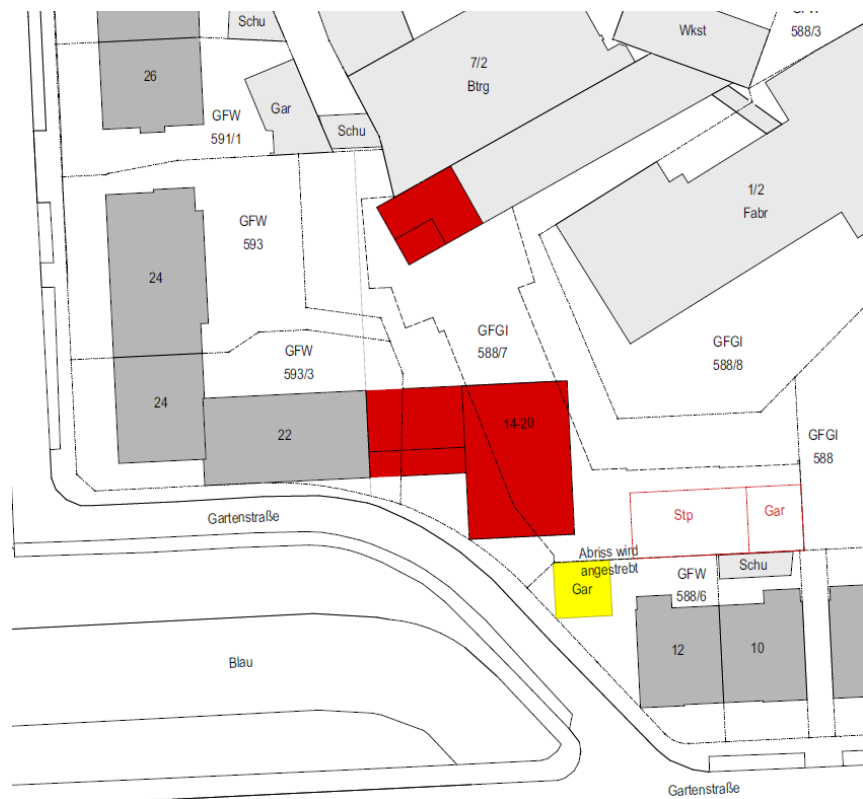 GFW
588/3
Schu
Wkst
7/2
Btrg
26
Gar
GFW
591/1
Schu
1/2
Fabr
GFW
593
24
GFGI
588/7
GFGI
588/8
GFW
593/3
24
22
14-20
GFGI
588
Stp
Gar
Gartenstraße
Abriss wird
angestrebt
Schu
GFW
588/6
Gar
12
10
Blau
Gartenstraße